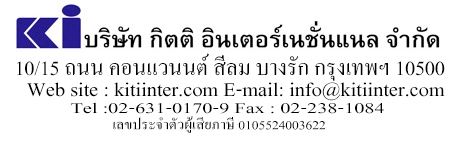 Ki บริษัท กิตติ อินเตอร์เนชั่นแนล จำกัด
10/15 ถนน คอนแวนนต์ สีลม บางรัก กรุงเทพฯ 10500
Web site : kitiinter.com E-mail: info@kitiinter.com
Tel :02-631-0170-9 Fax : 02-238-1084
เลขประจำตัวผู้เสียภาษี 0105524003622